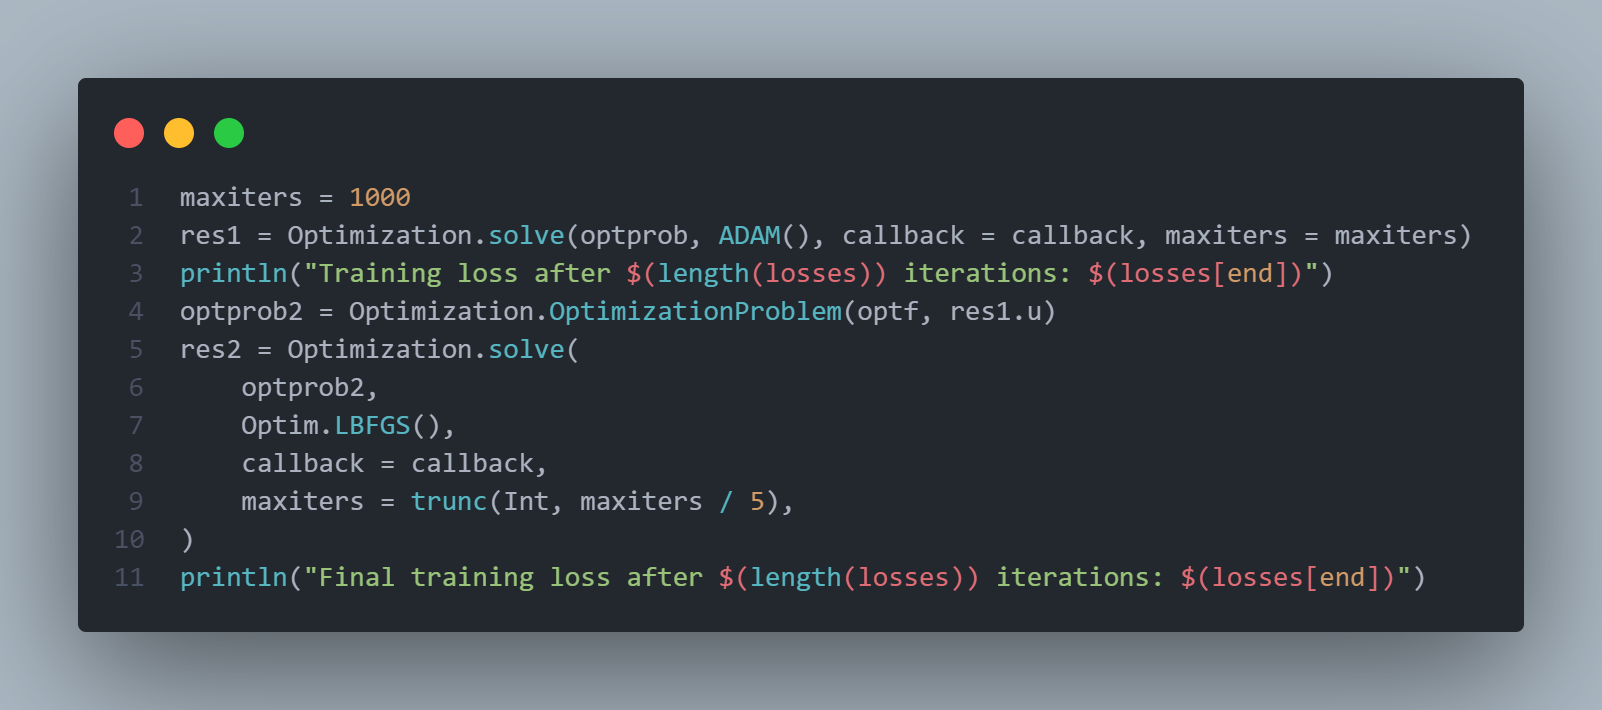 1 maxiters = 1000
2 res1 = Optimization.solve(optprob, ADAM(), callback = callback, maxiters = maxiters)
3 println("Training loss after $(length(losses)) iterations: $(losses[end])")
4 optprob2 = Optimization.OptimizationProblem(optf, res1.u)
5 res2 = Optimization.solve(
6     optprob2,
7     Optim.LBFGS(),
8     callback = callback,
9     maxiters = trunc(Int, maxiters / 5),
10 )
11 println("Final training loss after $(length(losses)) iterations: $(losses[end])")